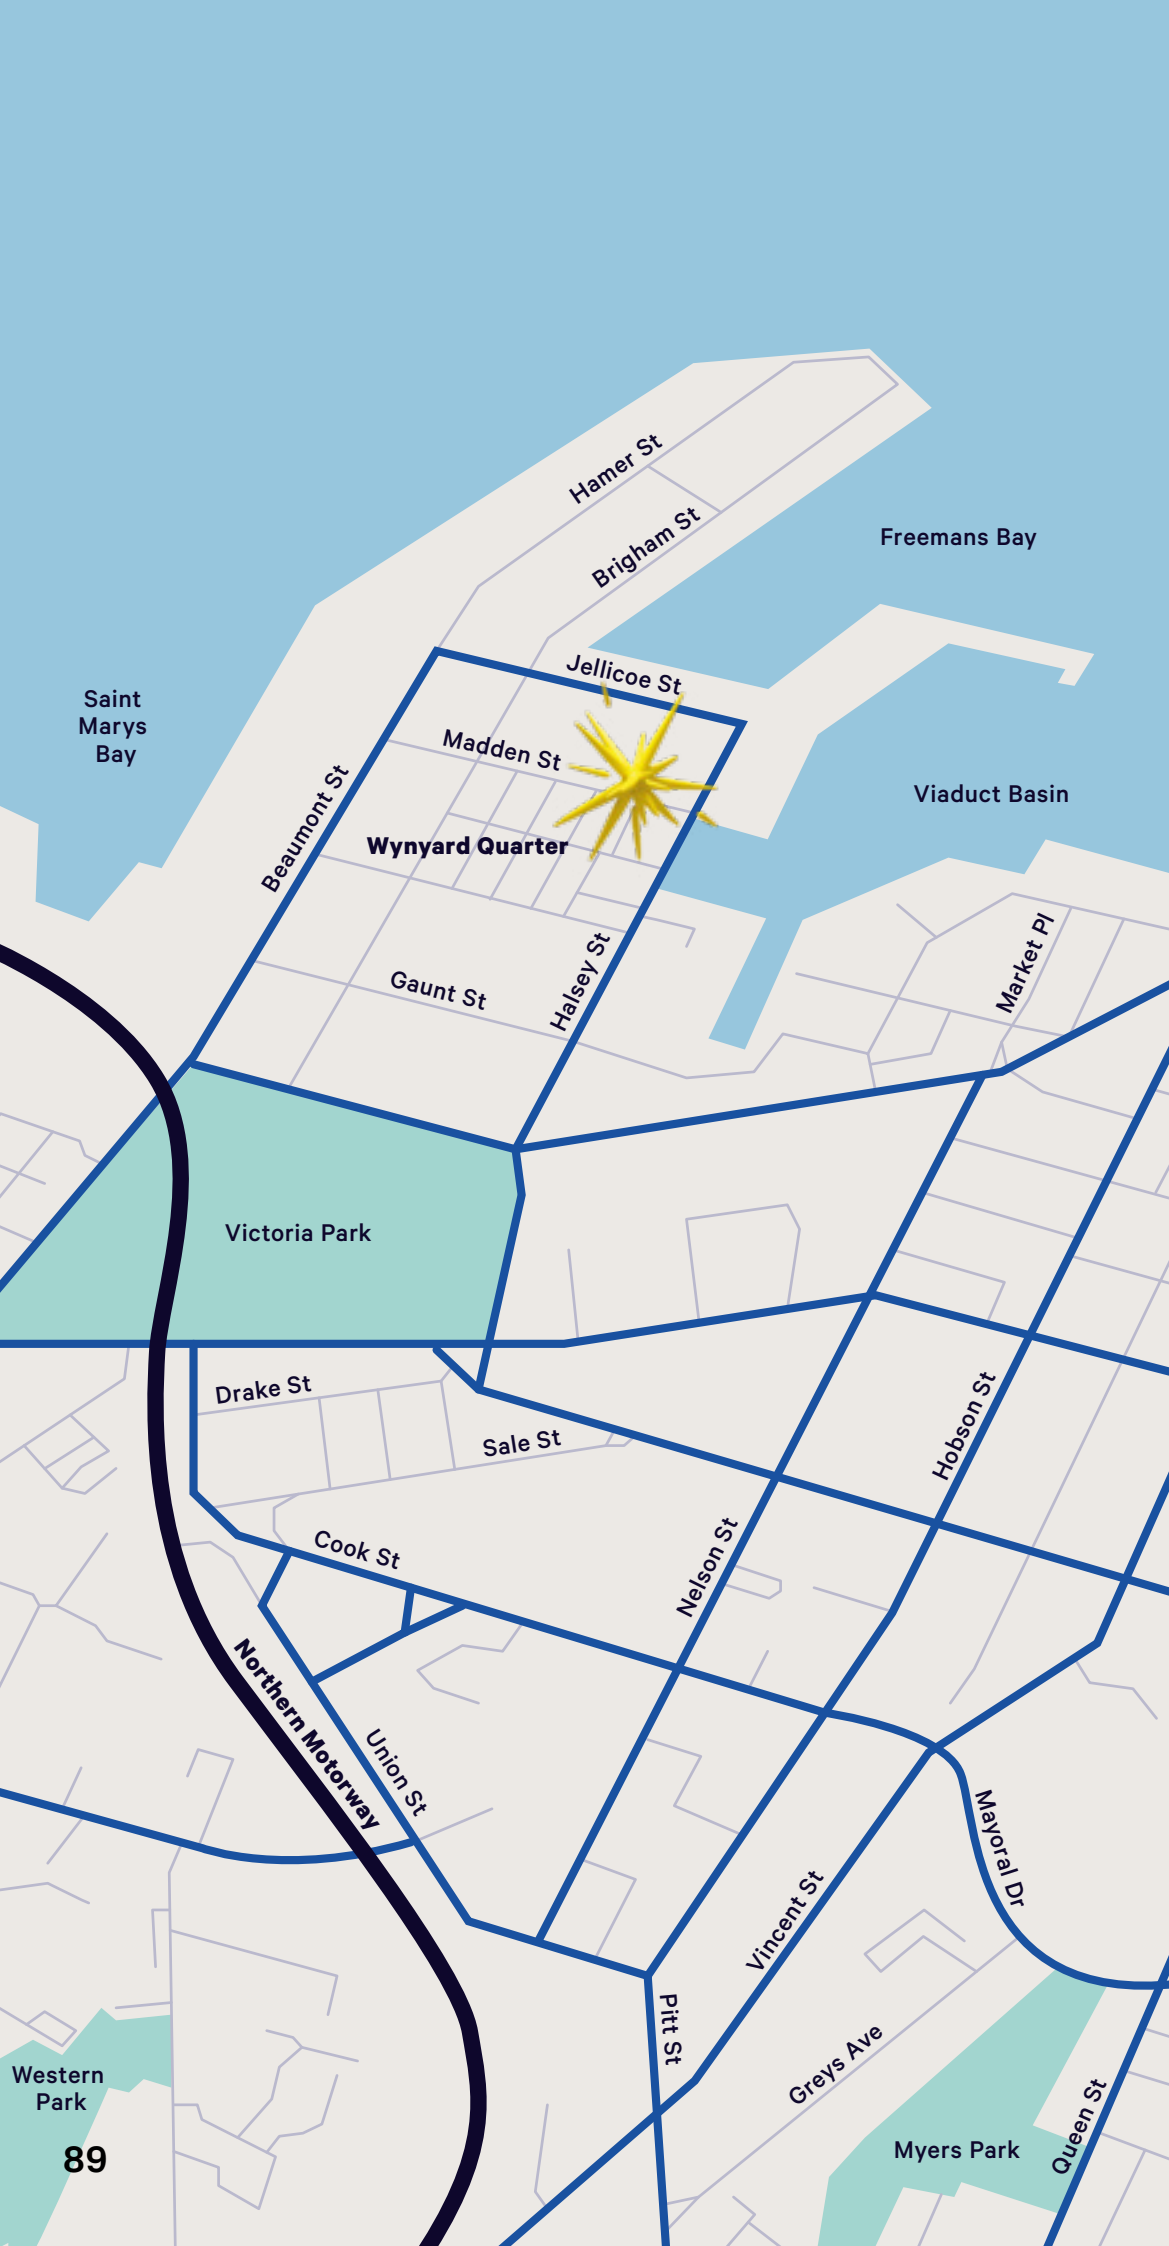 Hamer St
Brigham St
Freemans Bay
Jellicoe St
Saint
Marys
Bay
Madden St
Beaumont St
Viaduct Basin
Wynyard Quarter
Market Pl
Halsey St
Gaunt St
Victoria Park
Drake St
Sale St
Hobson St
Cook St
Nelson St
Northern Motorway
Union St
Mayoral Dr
Vincent St
Pitt St
Greys Ave
Western
Park
Queen St
Myers Park
89